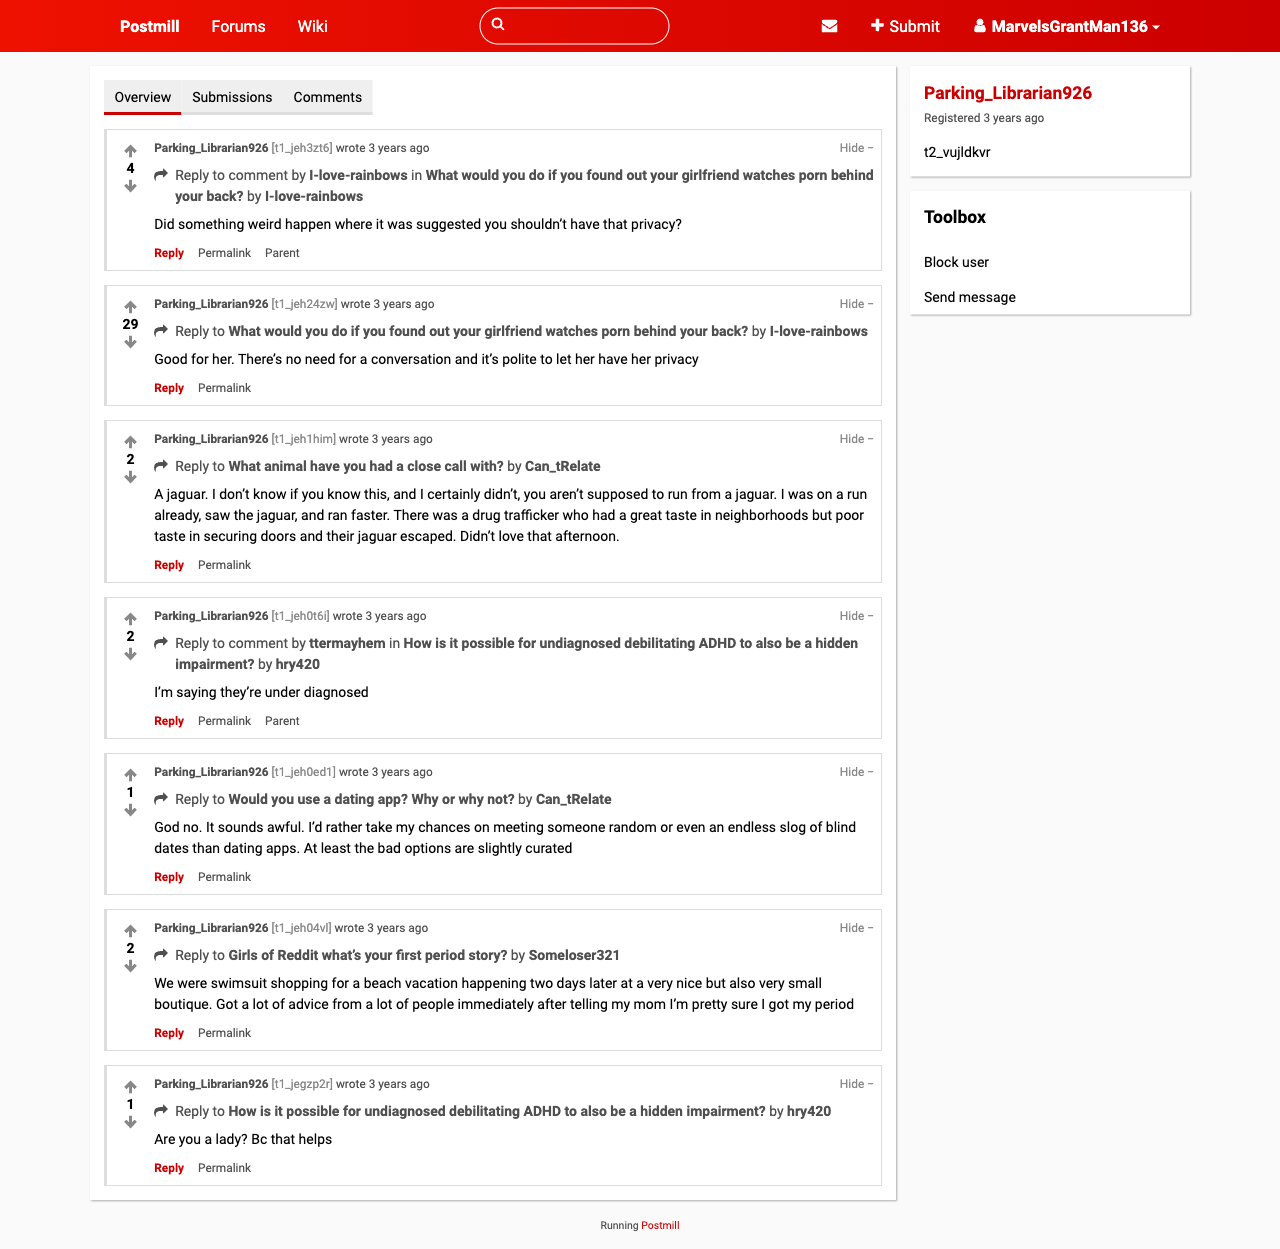 Postmill Forums Wiki Submit MarvelsGrantMan136
Overview Submissions Comments
Parking_Librarian926 [t1_jeh3zt6] wrote 3 years ago Hide −
4
Reply to comment by I-love-rainbows in What would you do if you found out your girlfriend watches porn behind
your back? by I-love-rainbows
Did something weird happen where it was suggested you shouldn’t have that privacy?
Reply Permalink Parent
Parking_Librarian926 [t1_jeh24zw] wrote 3 years ago Hide −
29
Reply to What would you do if you found out your girlfriend watches porn behind your back? by I-love-rainbows
Good for her. There’s no need for a conversation and it’s polite to let her have her privacy
Reply Permalink
Parking_Librarian926 [t1_jeh1him] wrote 3 years ago Hide −
2
Reply to What animal have you had a close call with? by Can_tRelate
A jaguar. I don’t know if you know this, and I certainly didn’t, you aren’t supposed to run from a jaguar. I was on a run
already, saw the jaguar, and ran faster. There was a drug trafficker who had a great taste in neighborhoods but poor
taste in securing doors and their jaguar escaped. Didn’t love that afternoon.
Reply Permalink
Parking_Librarian926 [t1_jeh0t6i] wrote 3 years ago Hide −
2
Reply to comment by ttermayhem in How is it possible for undiagnosed debilitating ADHD to also be a hidden
impairment? by hry420
I’m saying they’re under diagnosed
Reply Permalink Parent
Parking_Librarian926 [t1_jeh0ed1] wrote 3 years ago Hide −
1
Reply to Would you use a dating app? Why or why not? by Can_tRelate
God no. It sounds awful. I’d rather take my chances on meeting someone random or even an endless slog of blind
dates than dating apps. At least the bad options are slightly curated
Reply Permalink
Parking_Librarian926 [t1_jeh04vl] wrote 3 years ago Hide −
2
Reply to Girls of Reddit what’s your first period story? by Someloser321
We were swimsuit shopping for a beach vacation happening two days later at a very nice but also very small
boutique. Got a lot of advice from a lot of people immediately after telling my mom I’m pretty sure I got my period
Reply Permalink
Parking_Librarian926 [t1_jegzp2r] wrote 3 years ago Hide −
1
Reply to How is it possible for undiagnosed debilitating ADHD to also be a hidden impairment? by hry420
Are you a lady? Bc that helps
Reply Permalink
Parking_Librarian926
Registered 3 years ago
t2_vujldkvr
Toolbox
Block user
Send message
Running Postmill